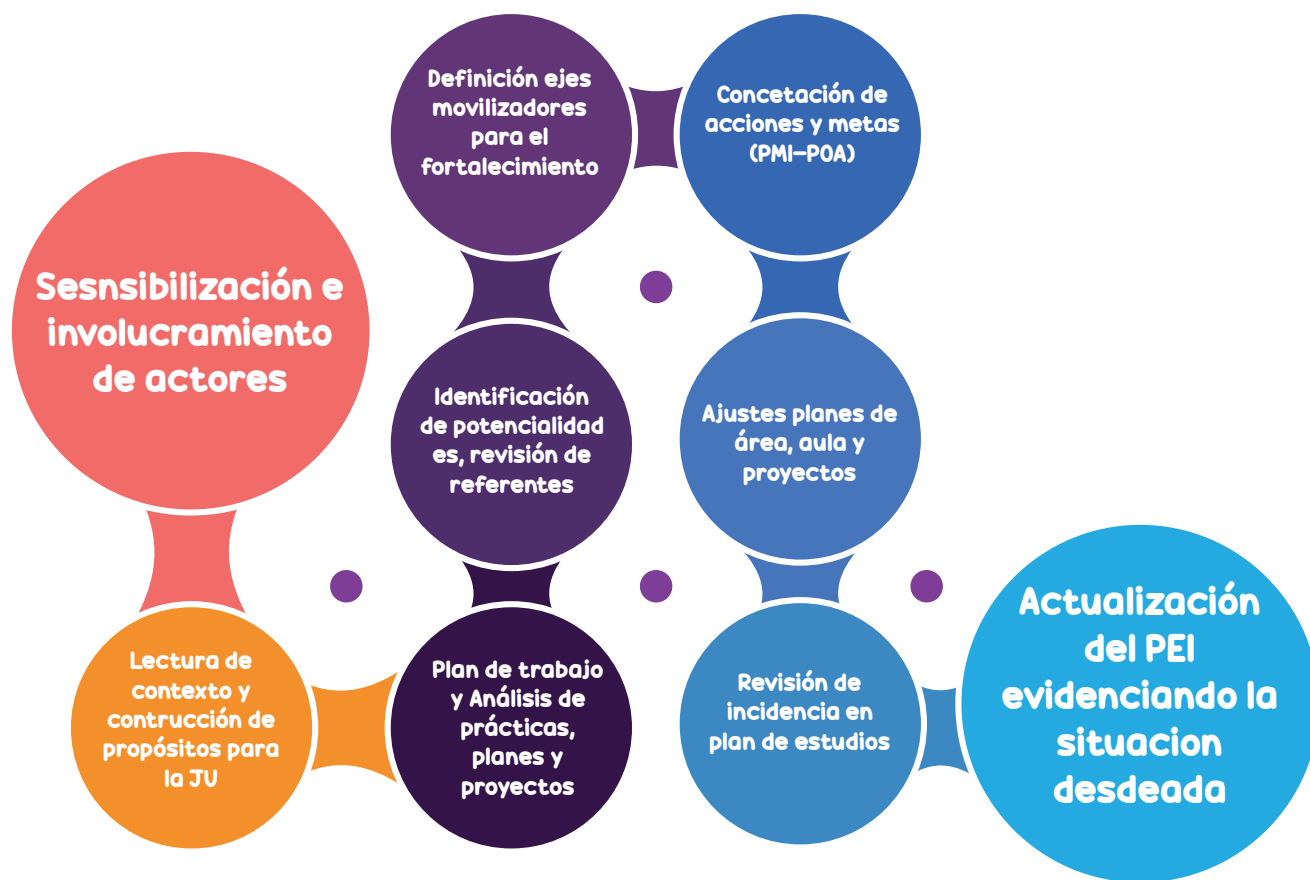 Sesnsibilización e
involucramiento
de actores
Lectura de
contexto y
contrucción de
propósitos para
la JU
Plan de trabajo
y Análisis de
prácticas,
planes y
proyectos
Identificación
de potencialidad
es, revisión de
referentes
Definición ejes
movilizadores
para el
fortalecimiento
Concetación de
acciones y metas
(PMI-POA)
Ajustes planes de
área, aula y
proyectos
Revisión de
incidencia en
plan de estudios
Actualización
del PEI
evidenciando la
situacion
desdeada